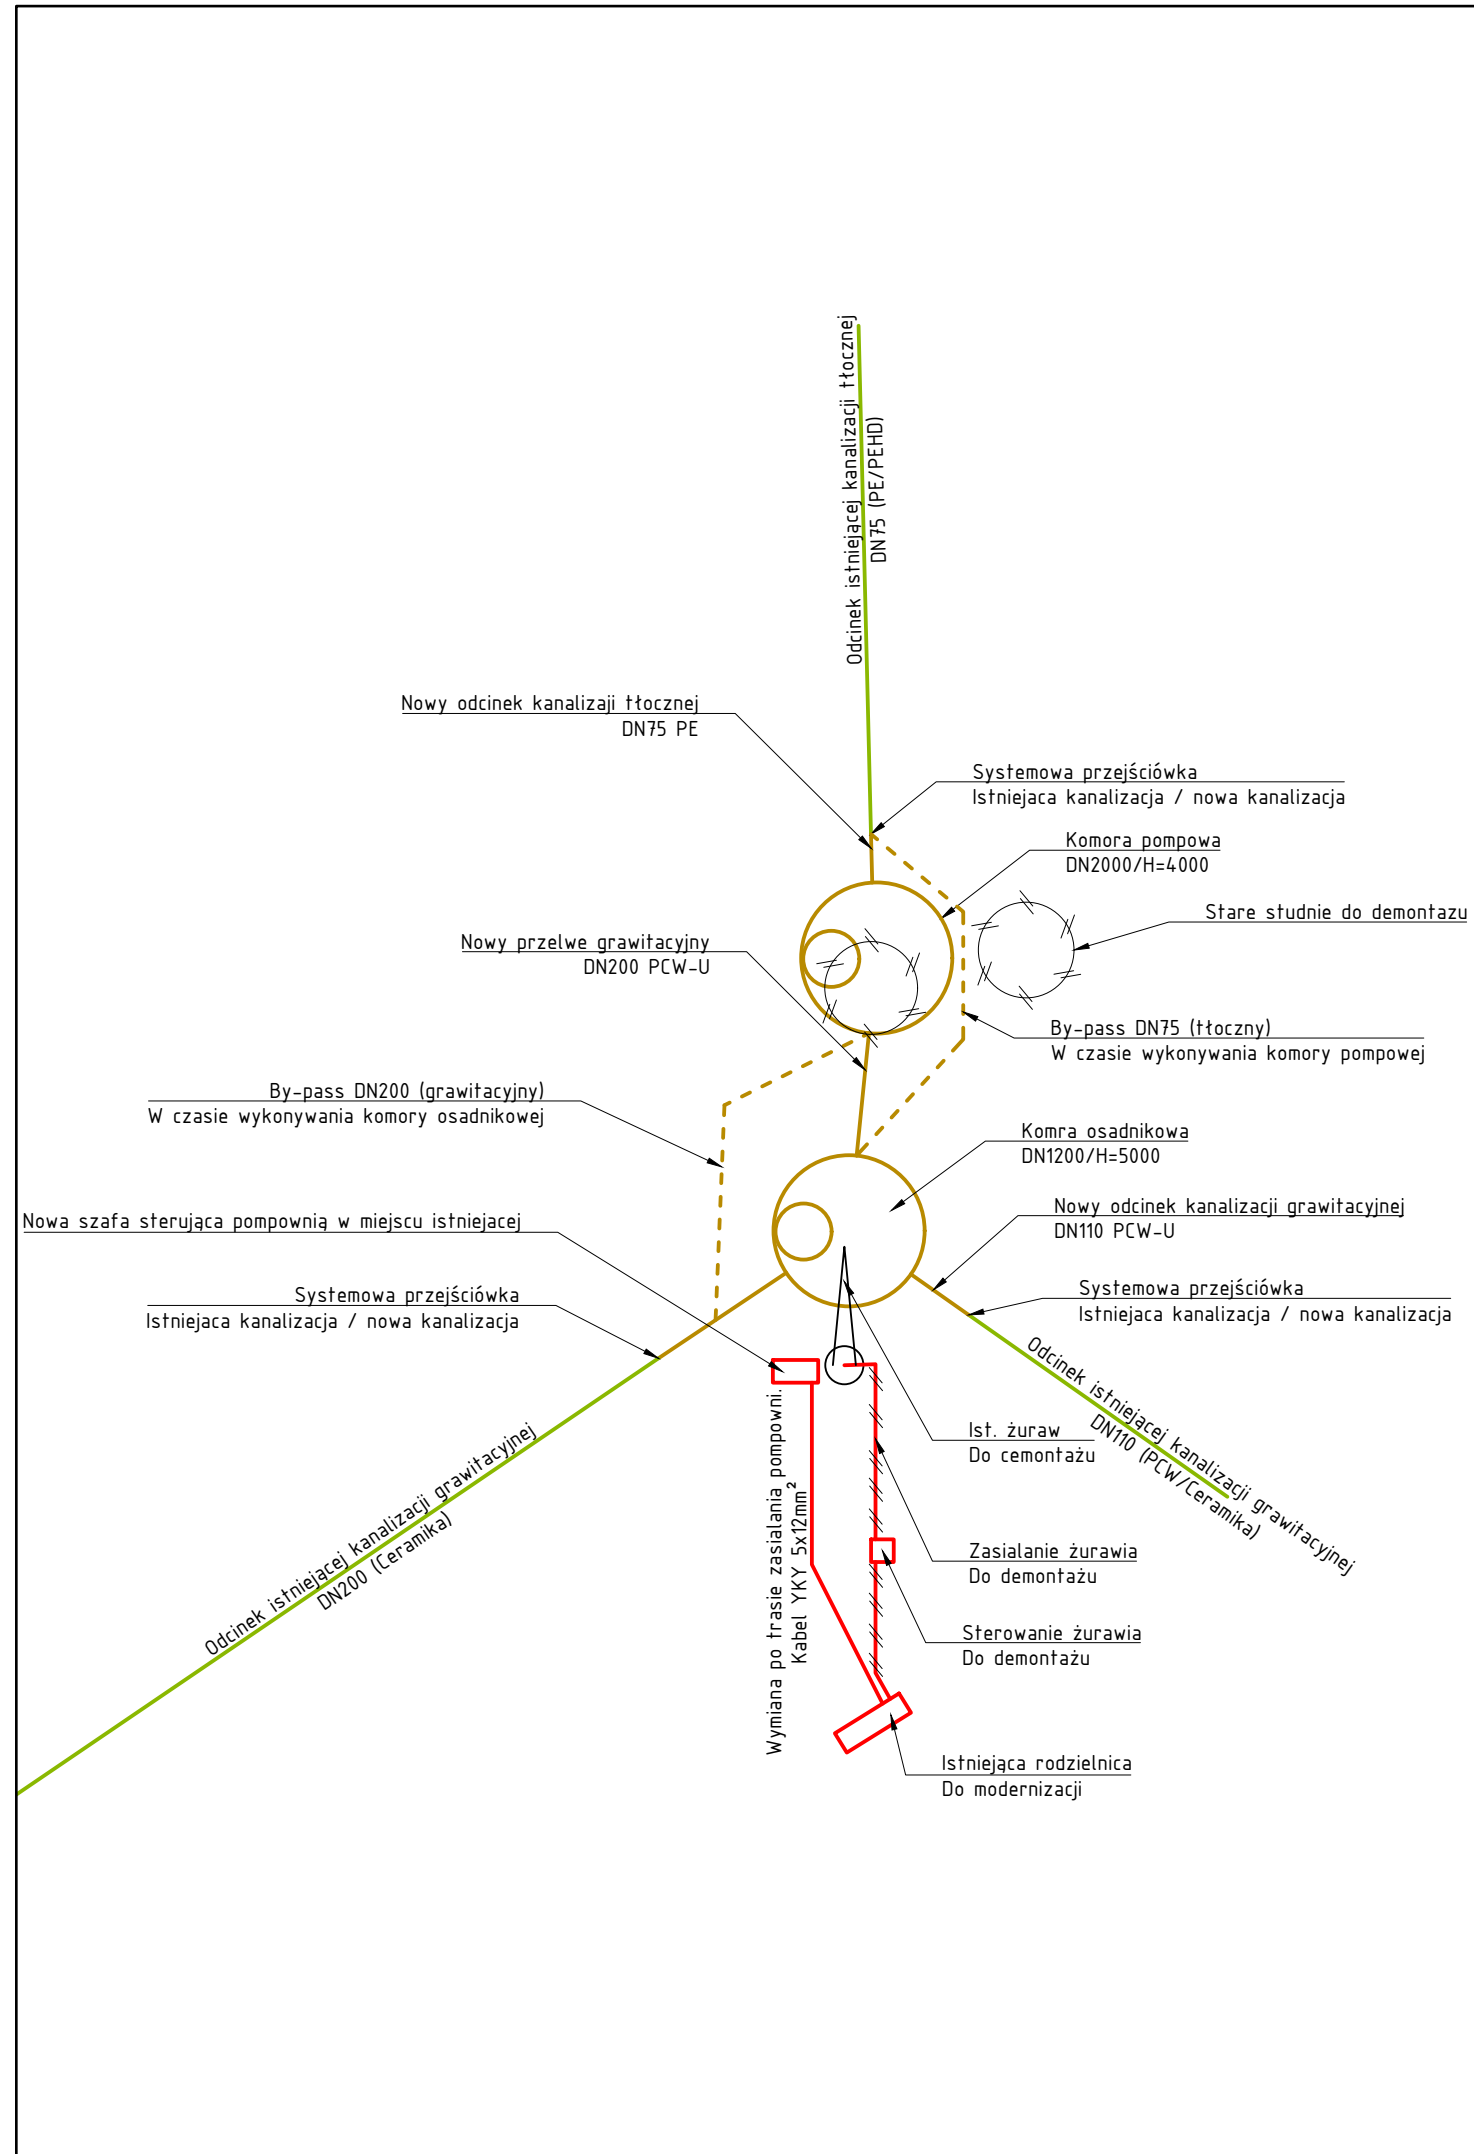 Odcinek istniejącej kanalizacji tłocznej
DN75 (PE/PEHD)
Nowy odcinek kanalizaji tłocznej
DN75 PE
Systemowa przejściówka
Istniejaca kanalizacja / nowa kanalizacja
Komora pompowa
DN2000/H=4000
Stare studnie do demontazu
Nowy przelwe grawitacyjny
DN200 PCW-U
By-pass DN75 (tłoczny)
W czasie wykonywania komory pompowej
By-pass DN200 (grawitacyjny)
W czasie wykonywania komory osadnikowej
Komra osadnikowa
DN1200/H=5000
Nowy odcinek kanalizacji grawitacyjnej
DN110 PCW-U
Nowa szafa sterująca pompownią w miejscu istniejacej
Systemowa przejściówka
Istniejaca kanalizacja / nowa kanalizacja
Systemowa przejściówka
Istniejaca kanalizacja / nowa kanalizacja
Odcinek istniejącej kanalizacji grawitacyjnej
DN110 (PCW/Ceramika)
Odcinek istniejącej kanalizacji grawitacyjnej
DN200 (Ceramika)
Wymiana po trasie zasialania pompowni.
Kabel YKY 5x12mm²
Ist. żuraw
Do cemontażu
Zasialanie żurawia
Do demontażu
Sterowanie żurawia
Do demontażu
Istniejąca rodzielnica
Do modernizacji